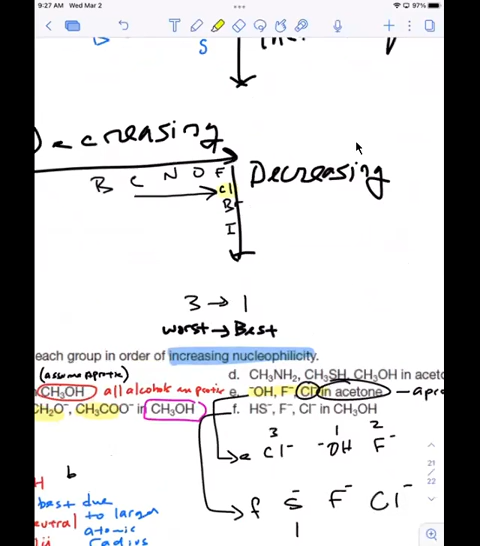 9:27 AM Wed Mar 2
97%
B
S
Decreasing
B C N O F
Cl
Br
I
Decreasing
3 → 1
worst → Best
each group in order of increasing nucleophilicity.
(assume aprotic)
d. CH₃NH₂, CH₃SH, CH₃OH in aceto
CH₃OH all alcohols are protic
e. ⁻OH, F⁻, Cl⁻ in acetone — apro
CH₂O⁻, CH₃COO⁻ in CH₃OH
f. HS⁻, F⁻, Cl⁻ in CH₃OH
3 1 2
e Cl⁻ ⁻OH F⁻
b
H
best due
to larger
neutral
atomic
radius
f S⁻ F⁻ Cl⁻
1
21
22